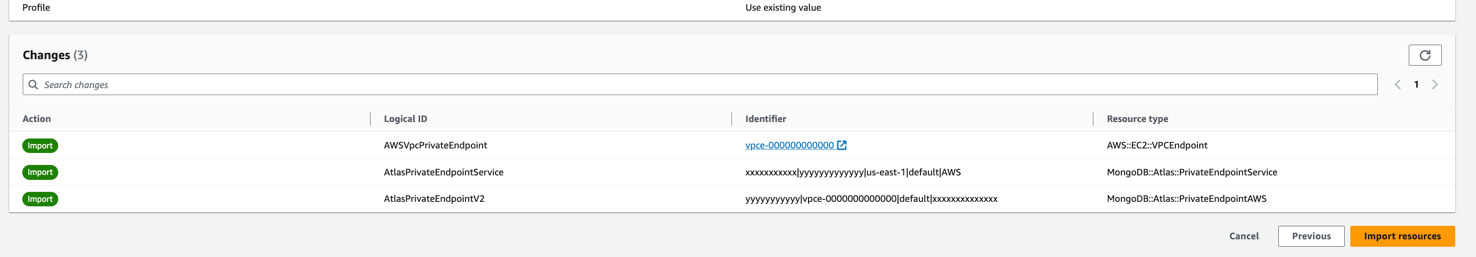 Profile Use existing value
Changes (3)
Search changes
1
Action Logical ID Identifier Resource type
Import AWSVpcPrivateEndpoint vpce-000000000000 AWS::EC2::VPCEndpoint
Import AtlasPrivateEndpointService xxxxxxxxxxx|yyyyyyyyyyyyy|us-east-1|default|AWS MongoDB::Atlas::PrivateEndpointService
Import AtlasPrivateEndpointV2 yyyyyyyyyyy|vpce-0000000000000|default|xxxxxxxxxxxxxx MongoDB::Atlas::PrivateEndpointAWS
Cancel Previous Import resources